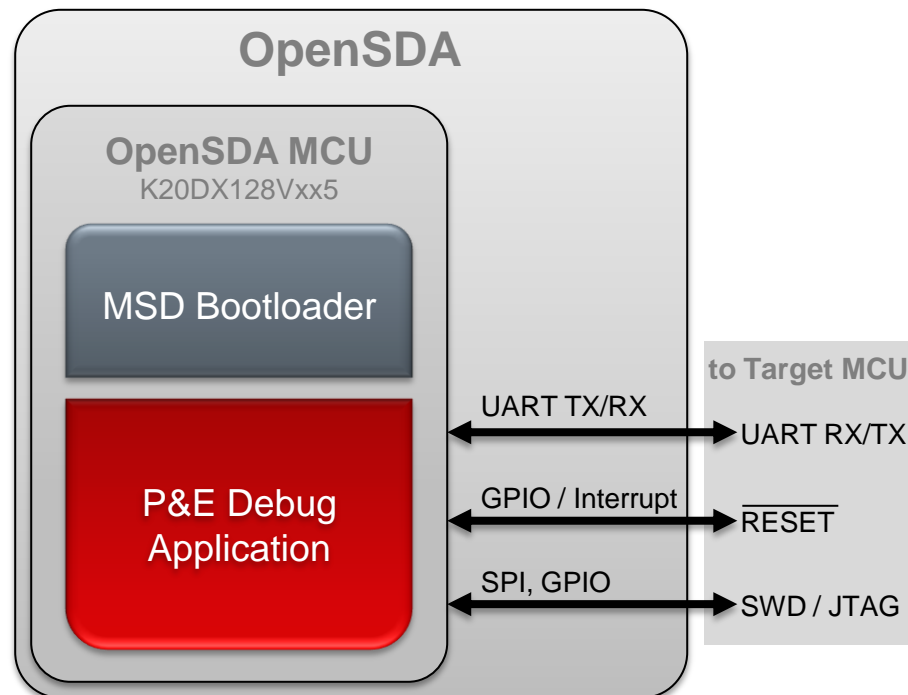 OpenSDA
OpenSDA MCU
K20DX128Vxx5
MSD Bootloader
P&E Debug
Application
to Target MCU
UART TX/RX
UART RX/TX
GPIO / Interrupt
RESET
SPI, GPIO
SWD / JTAG